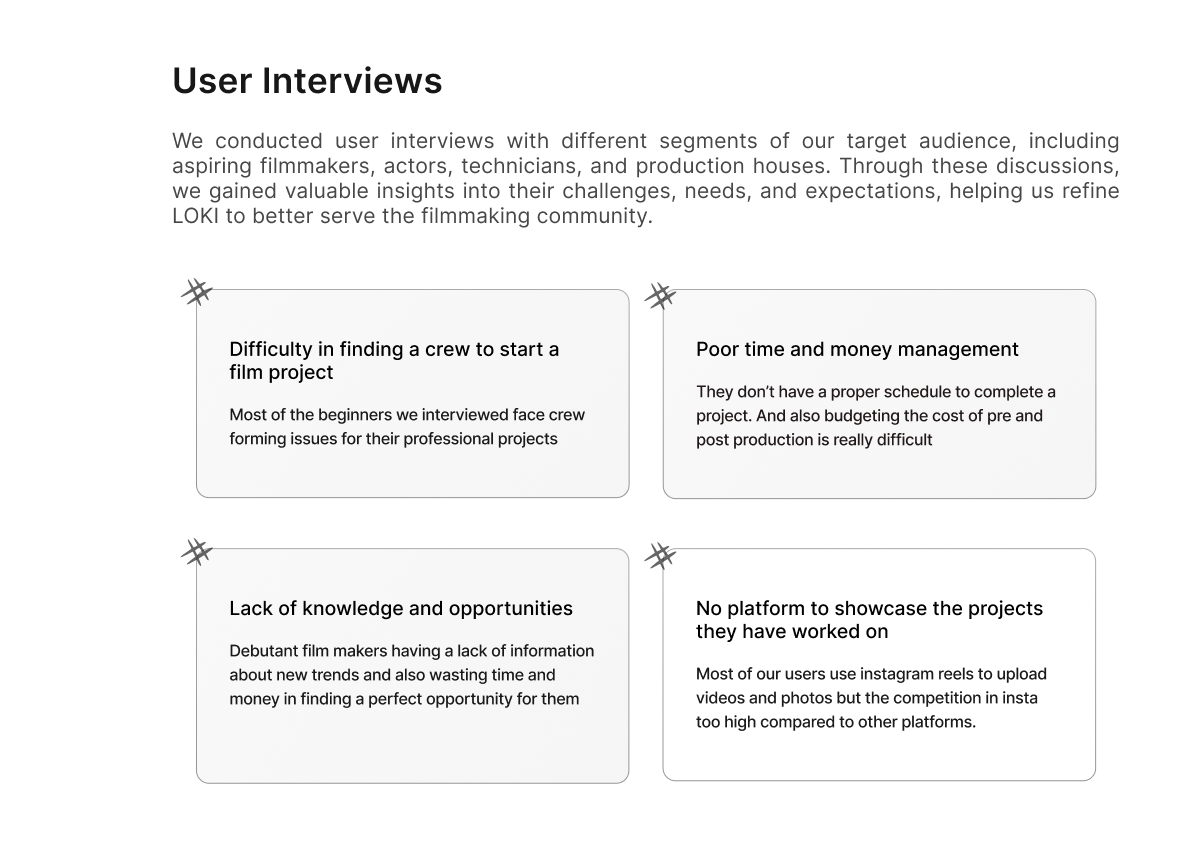 User Interviews
We conducted user interviews with different segments of our target audience, including
aspiring filmmakers, actors, technicians, and production houses. Through these discussions,
we gained valuable insights into their challenges, needs, and expectations, helping us refine
LOKI to better serve the filmmaking community.
Difficulty in finding a crew to start a
film project
Most of the beginners we interviewed face crew
forming issues for their professional projects
Poor time and money management
They don’t have a proper schedule to complete a
project. And also budgeting the cost of pre and
post production is really difficult
Lack of knowledge and opportunities
Debutant film makers having a lack of information
about new trends and also wasting time and
money in finding a perfect opportunity for them
No platform to showcase the projects
they have worked on
Most of our users use instagram reels to upload
videos and photos but the competition in insta
too high compared to other platforms.